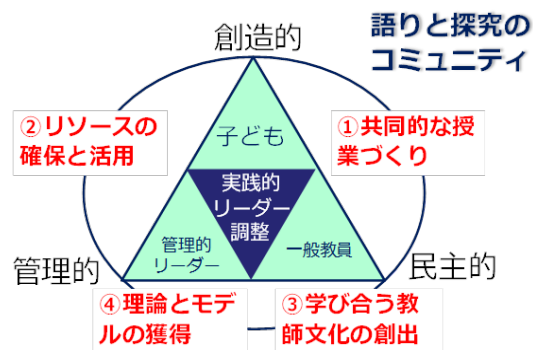 語りと探究の
コミュニティ
創造的
②リソースの
確保と活用
①共同的な授
業づくり
子ども
実践的
リーダー
調整
管理的
リーダー
一般教員
管理的
民主的
④理論とモデ
ルの獲得
③学び合う教
師文化の創出